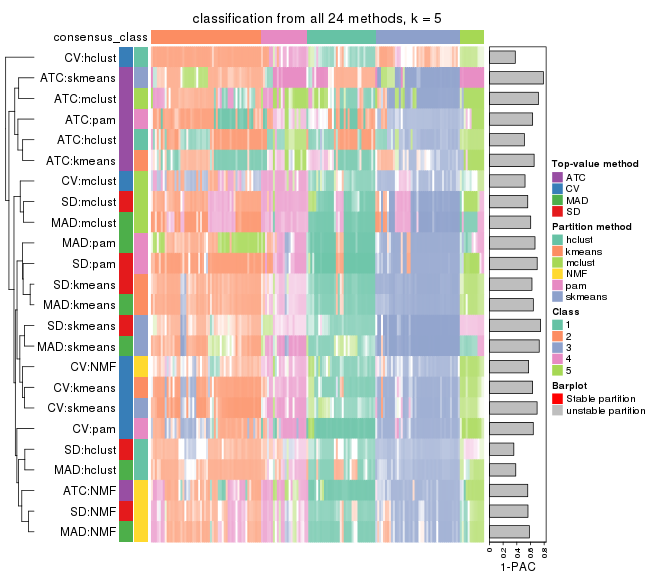 classification from all 24 methods, k = 5
consensus_class
CV:hclust
ATC:skmeans
ATC:mclust
ATC:pam
ATC:hclust
ATC:kmeans
CV:mclust
SD:mclust
MAD:mclust
MAD:pam
SD:pam
SD:kmeans
MAD:kmeans
SD:skmeans
MAD:skmeans
CV:NMF
CV:kmeans
CV:skmeans
CV:pam
SD:hclust
MAD:hclust
ATC:NMF
SD:NMF
MAD:NMF
0 0.2 0.4 0.6 0.8
1-PAC
Top-value method
ATC
CV
MAD
SD
Partition method
hclust
kmeans
mclust
NMF
pam
skmeans
Class
1
2
3
4
5
Barplot
Stable partition
unstable partition